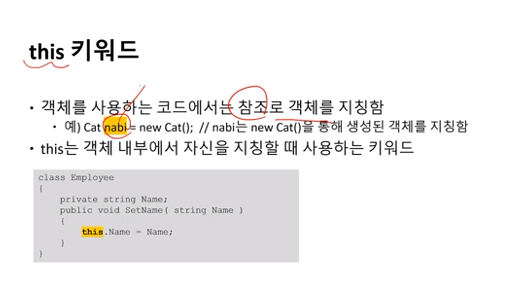 this 키워드
• 객체를 사용하는 코드에서는 참조로 객체를 지칭함
• 예) Cat nabi = new Cat(); // nabi는 new Cat()을 통해 생성된 객체를 지칭함
• this는 객체 내부에서 자신을 지칭할 때 사용하는 키워드
class Employee
{
private string Name;
public void SetName( string Name )
{
this.Name = Name;
}
}